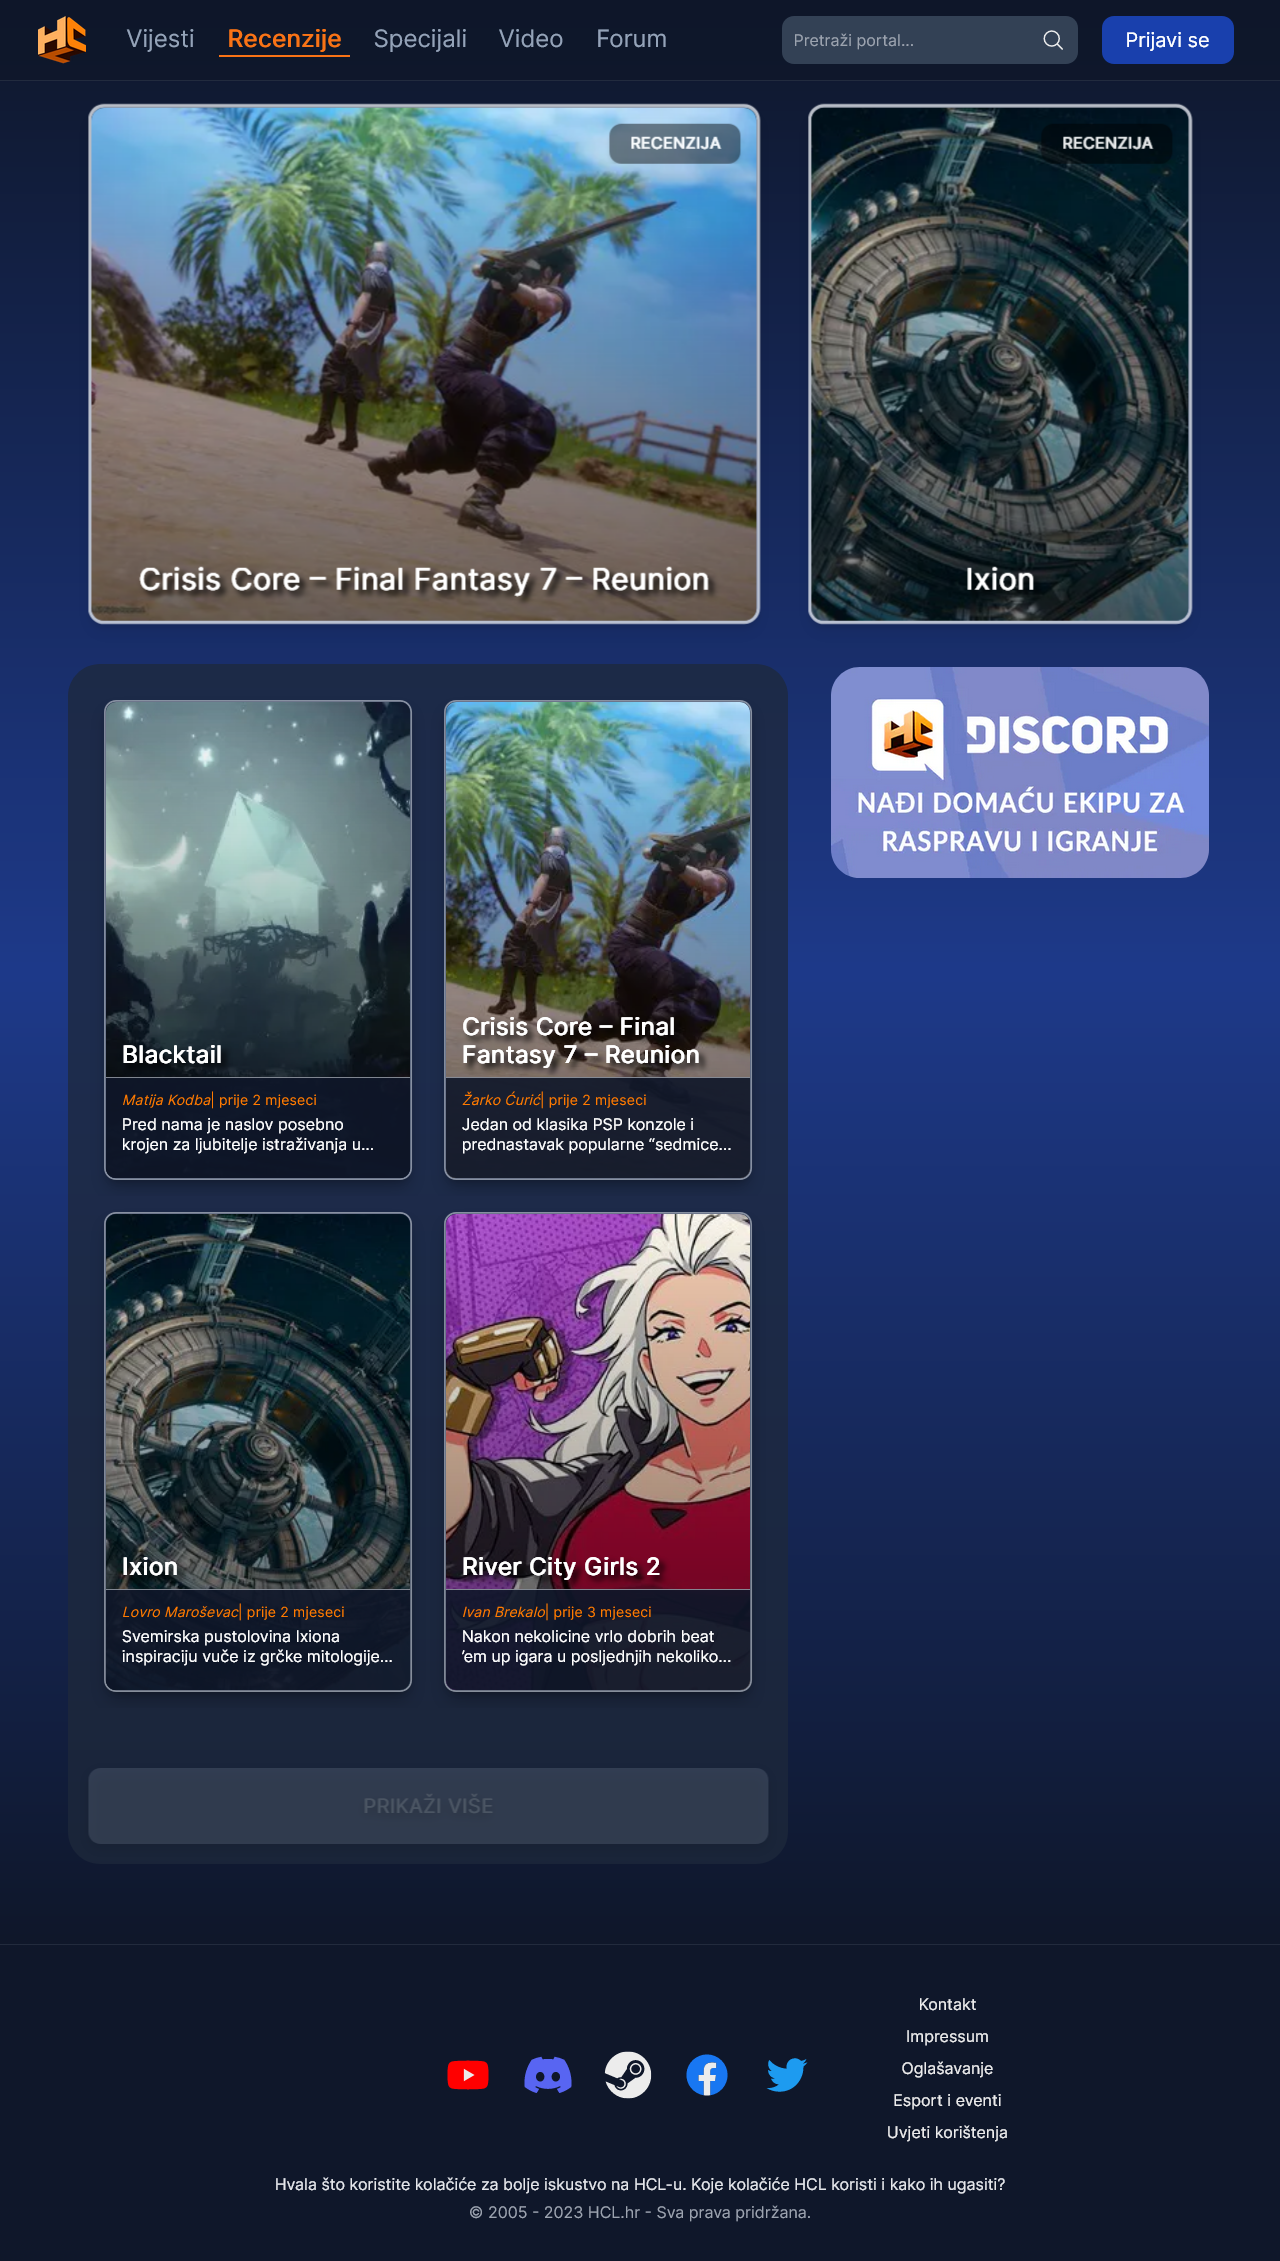 HC
Vijesti
Recenzije
Specijali
Video
Forum
Pretraži portal...
Prijavi se
RECENZIJA
Crisis Core – Final Fantasy 7 – Reunion
RECENZIJA
Ixion
Blacktail
Matija Kodba| prije 2 mjeseci
Pred nama je naslov posebno
krojen za ljubitelje istraživanja u...
Crisis Core – Final
Fantasy 7 – Reunion
Žarko Ćurić| prije 2 mjeseci
Jedan od klasika PSP konzole i
prednastavak popularne “sedmice...
HC DISCORD
NAĐI DOMAĆU EKIPU ZA
RASPRAVU I IGRANJE
Ixion
Lovro Maroševac| prije 2 mjeseci
Svemirska pustolovina Ixiona
inspiraciju vuče iz grčke mitologije...
River City Girls 2
Ivan Brekalo| prije 3 mjeseci
Nakon nekolicine vrlo dobrih beat
’em up igara u posljednjih nekoliko...
PRIKAŽI VIŠE
Kontakt
Impressum
Oglašavanje
Esport i eventi
Uvjeti korištenja
Hvala što koristite kolačiće za bolje iskustvo na HCL-u. Koje kolačiće HCL koristi i kako ih ugasiti?
© 2005 - 2023 HCL.hr - Sva prava pridržana.